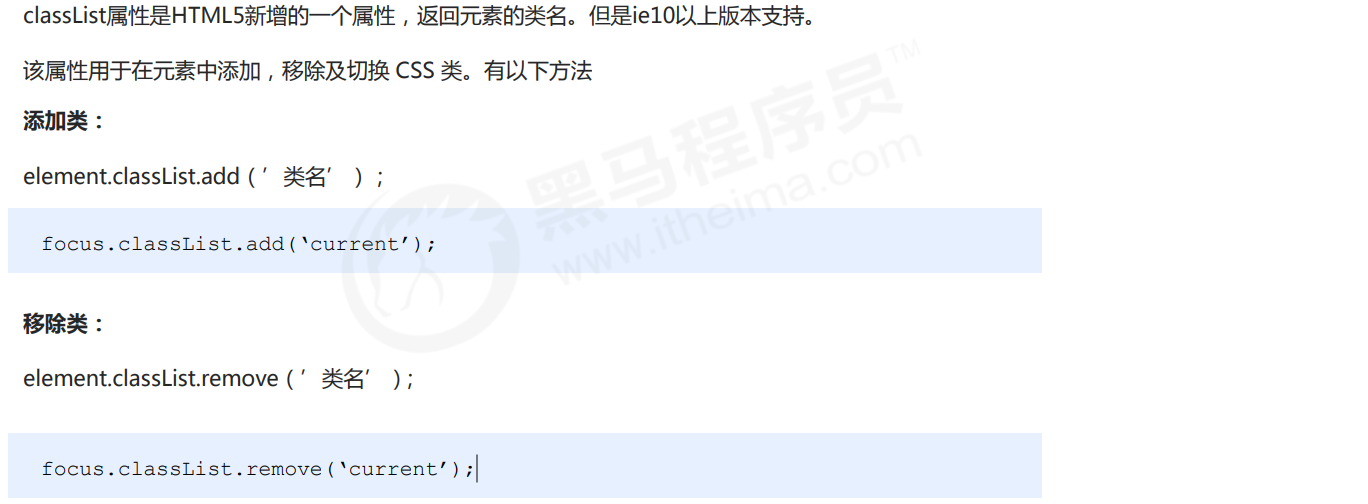 classList属性是HTML5新增的一个属性，返回元素的类名。但是ie10以上版本支持。
该属性用于在元素中添加，移除及切换 CSS 类。有以下方法
添加类：
element.classList.add（’类名’）；
focus.classList.add(‘current’);
移除类：
element.classList.remove（’类名’）;
focus.classList.remove(‘current’);
黑马程序员™
www.itheima.com